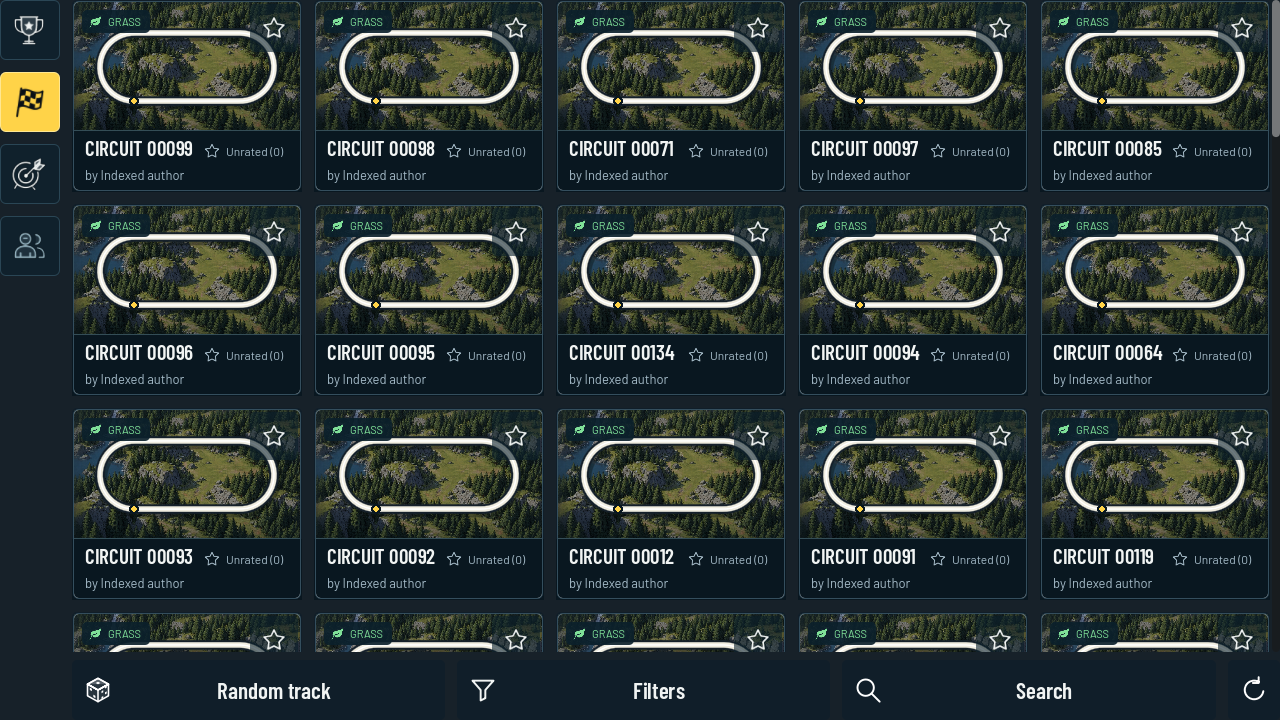 GRASS
GRASS
GRASS
GRASS
GRASS
CIRCUIT 00099 Unrated (0)
by Indexed author
CIRCUIT 00098 Unrated (0)
by Indexed author
CIRCUIT 00071 Unrated (0)
by Indexed author
CIRCUIT 00097 Unrated (0)
by Indexed author
CIRCUIT 00085 Unrated (0)
by Indexed author
GRASS
GRASS
GRASS
GRASS
GRASS
CIRCUIT 00096 Unrated (0)
by Indexed author
CIRCUIT 00095 Unrated (0)
by Indexed author
CIRCUIT 00134 Unrated (0)
by Indexed author
CIRCUIT 00094 Unrated (0)
by Indexed author
CIRCUIT 00064 Unrated (0)
by Indexed author
GRASS
GRASS
GRASS
GRASS
GRASS
CIRCUIT 00093 Unrated (0)
by Indexed author
CIRCUIT 00092 Unrated (0)
by Indexed author
CIRCUIT 00012 Unrated (0)
by Indexed author
CIRCUIT 00091 Unrated (0)
by Indexed author
CIRCUIT 00119 Unrated (0)
by Indexed author
GRASS
GRASS
GRASS
GRASS
GRASS
Random track
Filters
Search